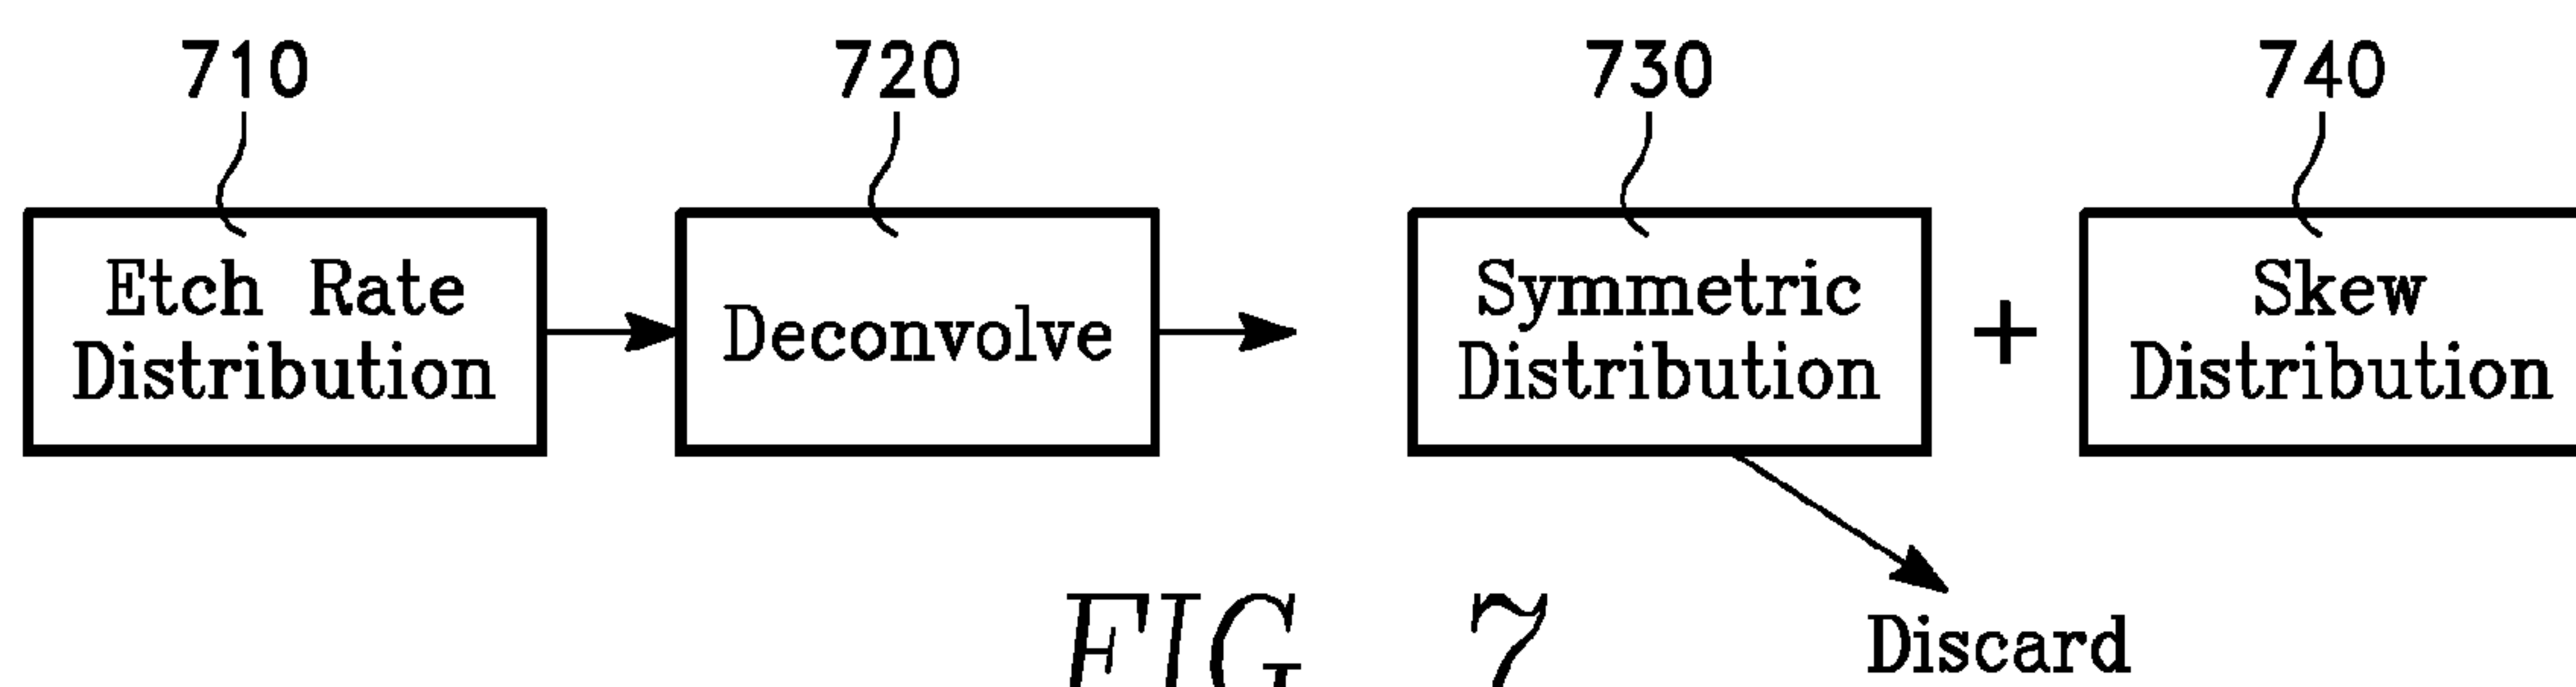 710 720 730 740
Etch Rate
Distribution
Deconvolve
Symmetric
Distribution
+
Skew
Distribution
Discard
FIG. 7